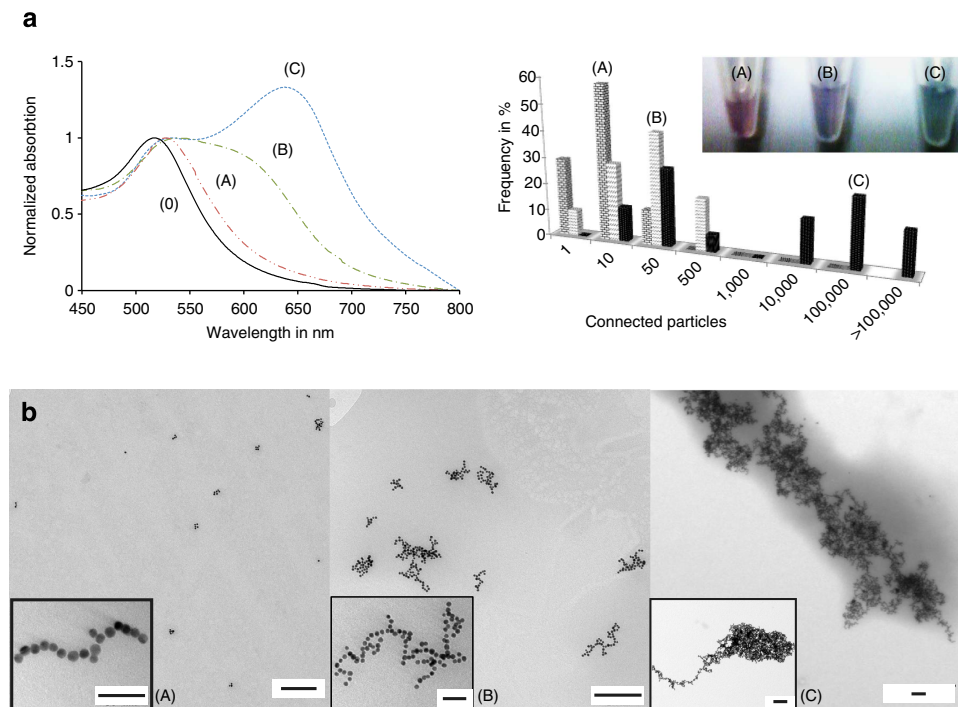 a
1.5
1
0.5
0
Normalized absorbtion
(C)
(B)
(A)
(0)
450 500 550 600 650 700 750 800
Wavelength in nm
60
50
40
30
20
10
0
Frequency in %
(A)
(B)
(C)
(A) (B) (C)
1 10 50 500 1,000 10,000 100,000 >100,000
Connected particles
b
(A) (B) (C)